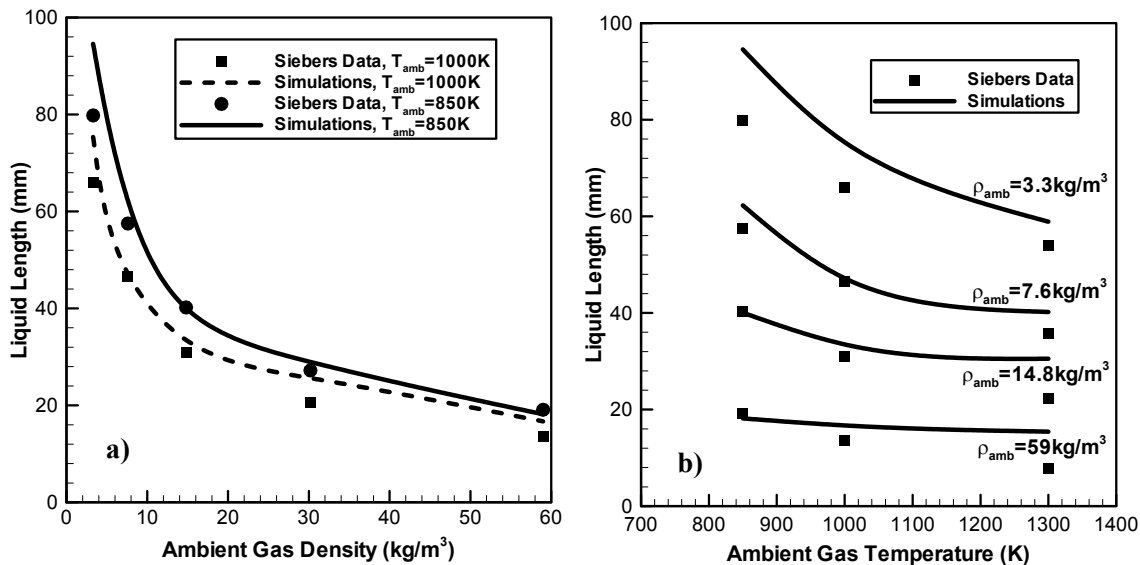 100
80
60
40
20
0
Liquid Length (mm)
Siebers Data, Tamb=1000K
Simulations, Tamb=1000K
Siebers Data, Tamb=850K
Simulations, Tamb=850K
a)
0 10 20 30 40 50 60
Ambient Gas Density (kg/m³)
100
80
60
40
20
0
Liquid Length (mm)
Siebers Data
Simulations
ρamb=3.3kg/m³
ρamb=7.6kg/m³
ρamb=14.8kg/m³
ρamb=59kg/m³
b)
700 800 900 1000 1100 1200 1300 1400
Ambient Gas Temperature (K)